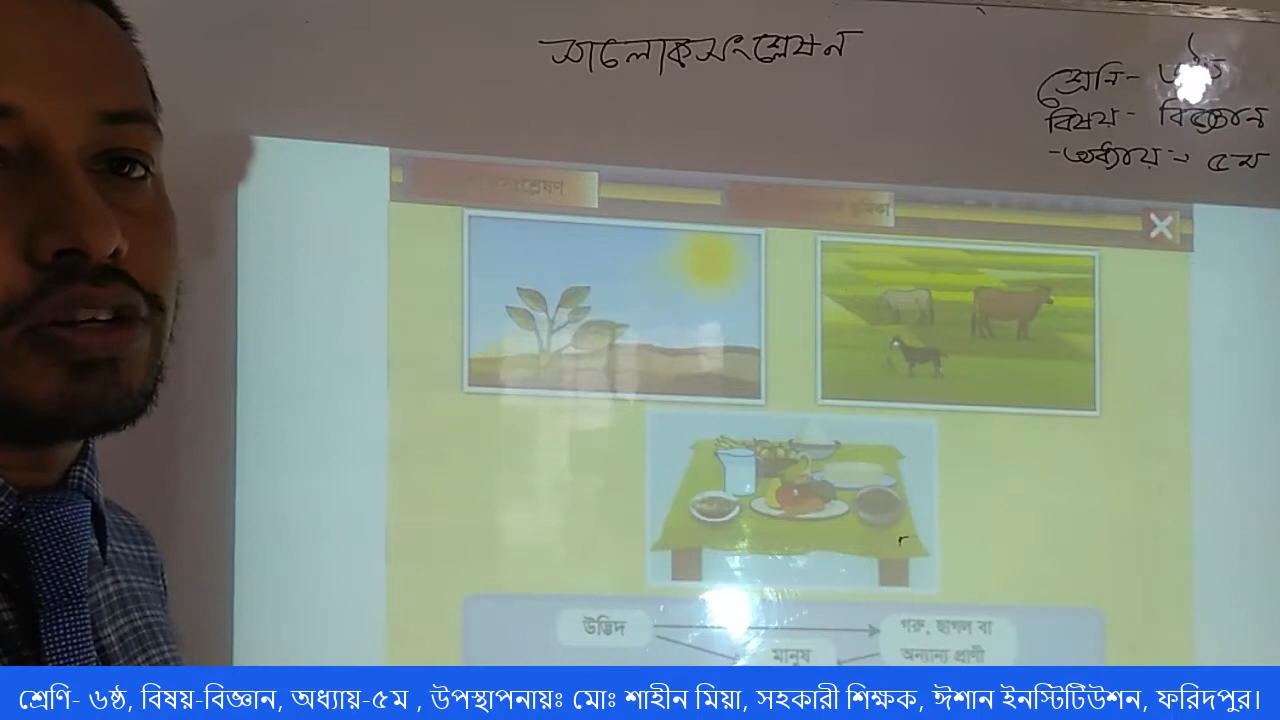 আলোকসংশ্লেষন
শ্রেনি- ৬ষ্ঠ
বিষয় - বিজ্ঞান
অধ্যায় - ৫ম
উদ্ভিদ
গরু, ছাগল বা
অন্যান্য প্রাণী
মানুষ
শ্রেণি- ৬ষ্ঠ, বিষয়-বিজ্ঞান, অধ্যায়-৫ম , উপস্থাপনায়ঃ মোঃ শাহীন মিয়া, সহকারী শিক্ষক, ঈশান ইনস্টিটিউশন, ফরিদপুর।